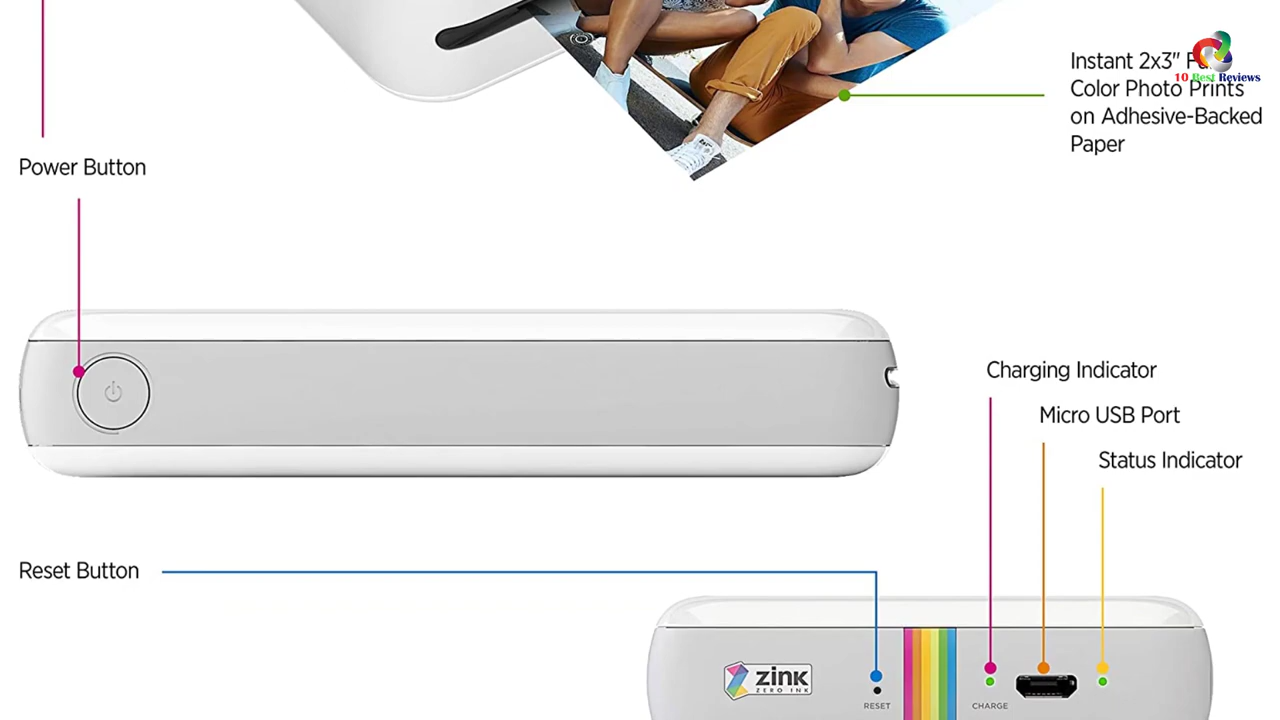 Instant 2x3" Full
10 Best Reviews
Color Photo Prints
on Adhesive-Backed
Paper
Power Button
Charging Indicator
Micro USB Port
Status Indicator
Reset Button
zink
ZERO INK
RESET
CHARGE